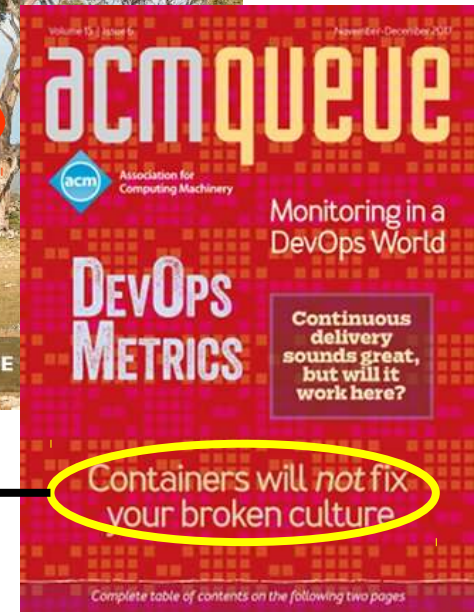 Volume 15 | Issue 6
November-December 2017
acmqueue
acm
Association for
Computing Machinery
Monitoring in a
DevOps World
DEVOPS
METRICS
Continuous
delivery
sounds great,
but will it
work here?
E
Containers will not fix
your broken culture
Complete table of contents on the following two pages